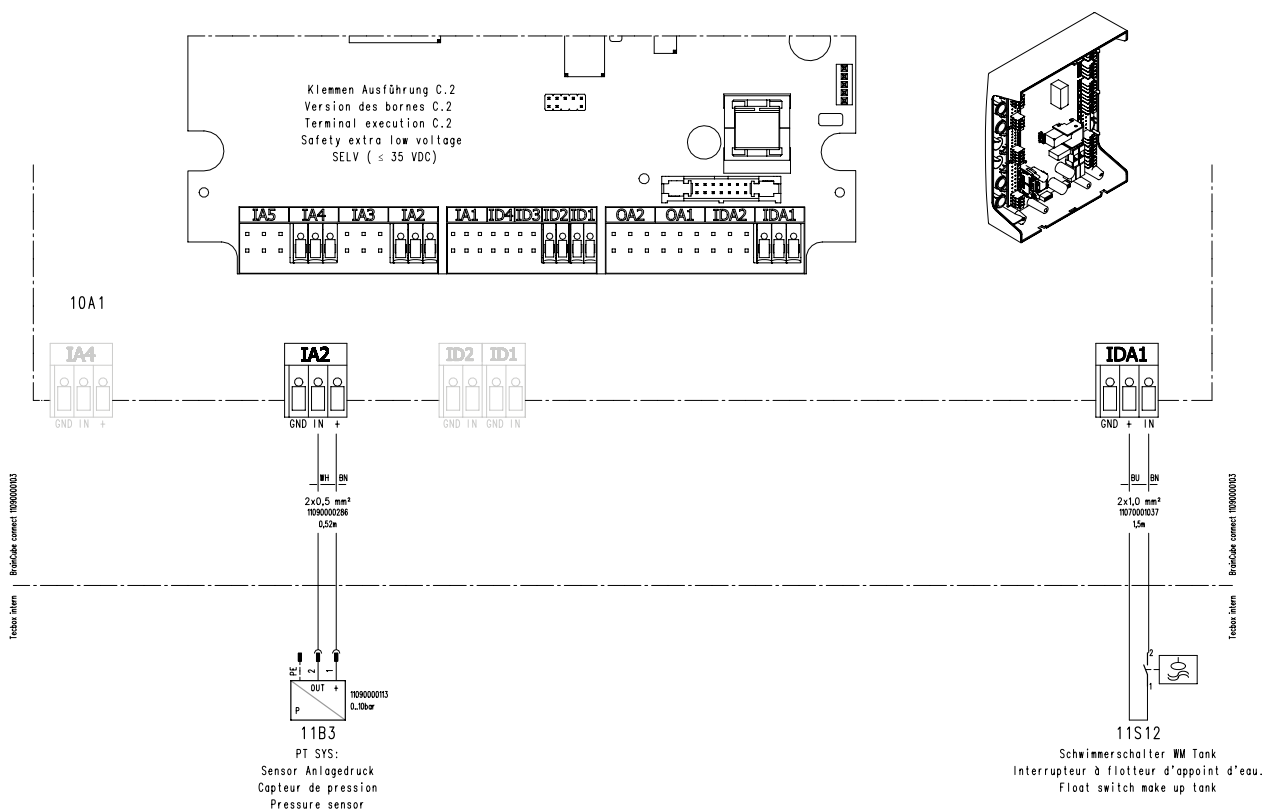 Klemmen Ausführung C.2
Version des bornes C.2
Terminal execution C.2
Safety extra low voltage
SELV ( ≤ 35 VDC)
IA5 IA4 IA3 IA2 IA1 ID4 ID3 ID2 ID1 OA2 OA1 IDA2 IDA1
10A1
IA4 IA2 ID2 ID1 IDA1
GND IN + GND IN + GND IN GND IN GND + IN
WH BN BU BN
2x0,5 mm² 2x1,0 mm²
11090000286 11070001037
0,52m 1,5m
BrainCube connect 11090000103 BrainCube connect 11090000103
Tecbox intern Tecbox intern
PE 2 1 2
OUT +
P
1
11090000113
0..10bar
11B3
PT SYS:
Sensor Anlagedruck
Capteur de pression
Pressure sensor
11S12
Schwimmerschalter WM Tank
Interrupteur à flotteur d'appoint d'eau.
Float switch make up tank